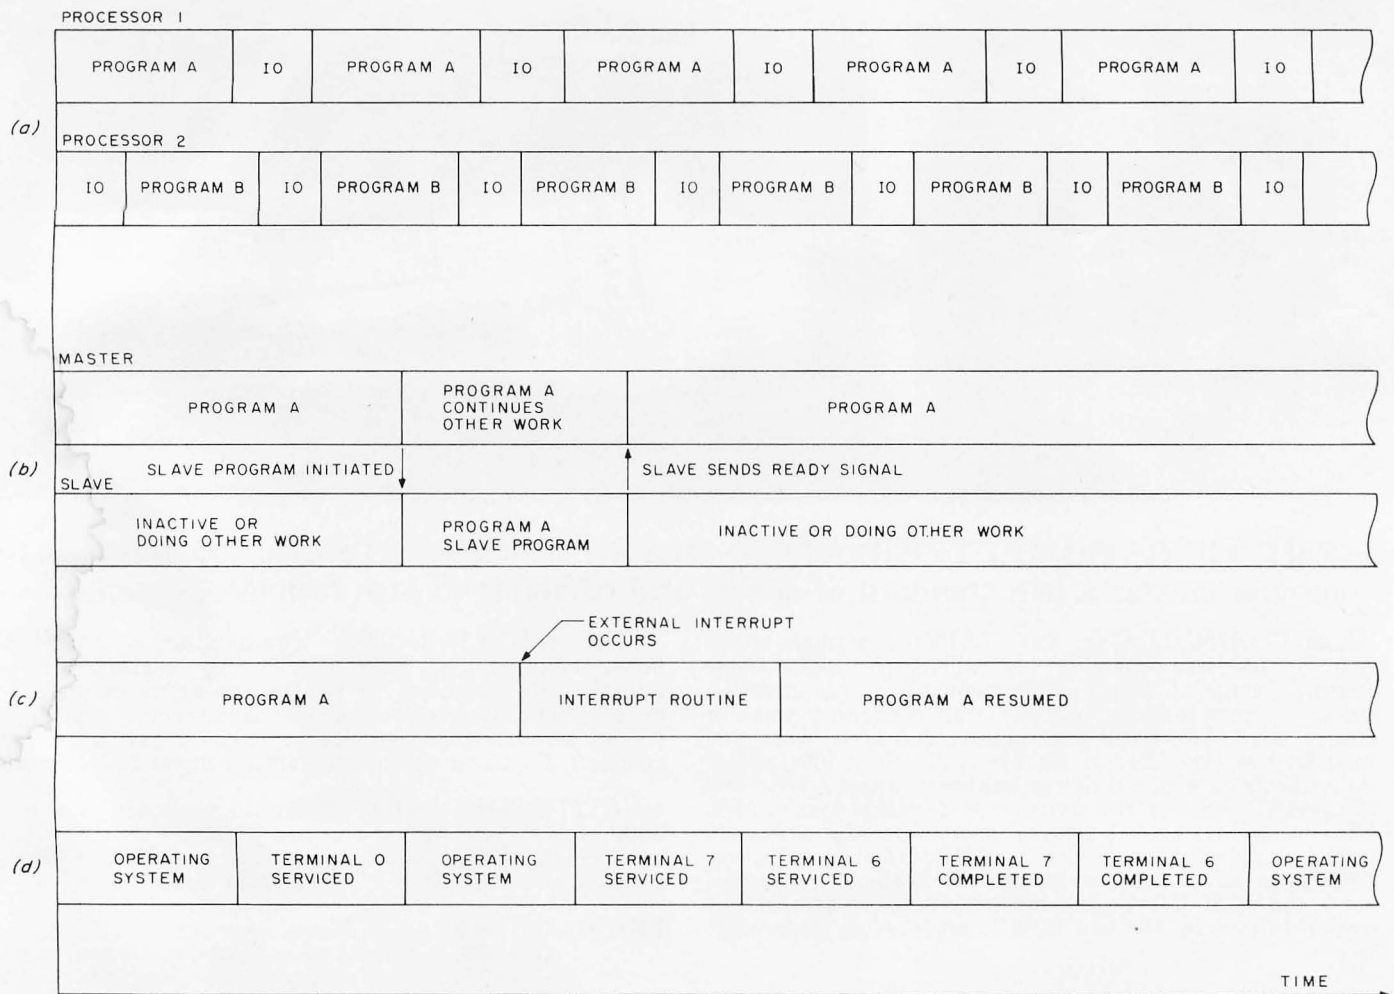 PROCESSOR 1
PROGRAM A IO PROGRAM A IO PROGRAM A IO PROGRAM A IO PROGRAM A IO
(a)
PROCESSOR 2
IO PROGRAM B IO PROGRAM B IO PROGRAM B IO PROGRAM B IO PROGRAM B IO PROGRAM B IO
MASTER
PROGRAM A
PROGRAM A
CONTINUES
OTHER WORK
PROGRAM A
(b)
SLAVE PROGRAM INITIATED
SLAVE SENDS READY SIGNAL
SLAVE
INACTIVE OR
DOING OTHER WORK
PROGRAM A
SLAVE PROGRAM
INACTIVE OR DOING OTHER WORK
EXTERNAL INTERRUPT
OCCURS
(c)
PROGRAM A
INTERRUPT ROUTINE
PROGRAM A RESUMED
(d)
OPERATING
SYSTEM
TERMINAL 0
SERVICED
OPERATING
SYSTEM
TERMINAL 7
SERVICED
TERMINAL 6
SERVICED
TERMINAL 7
COMPLETED
TERMINAL 6
COMPLETED
OPERATING
SYSTEM
TIME